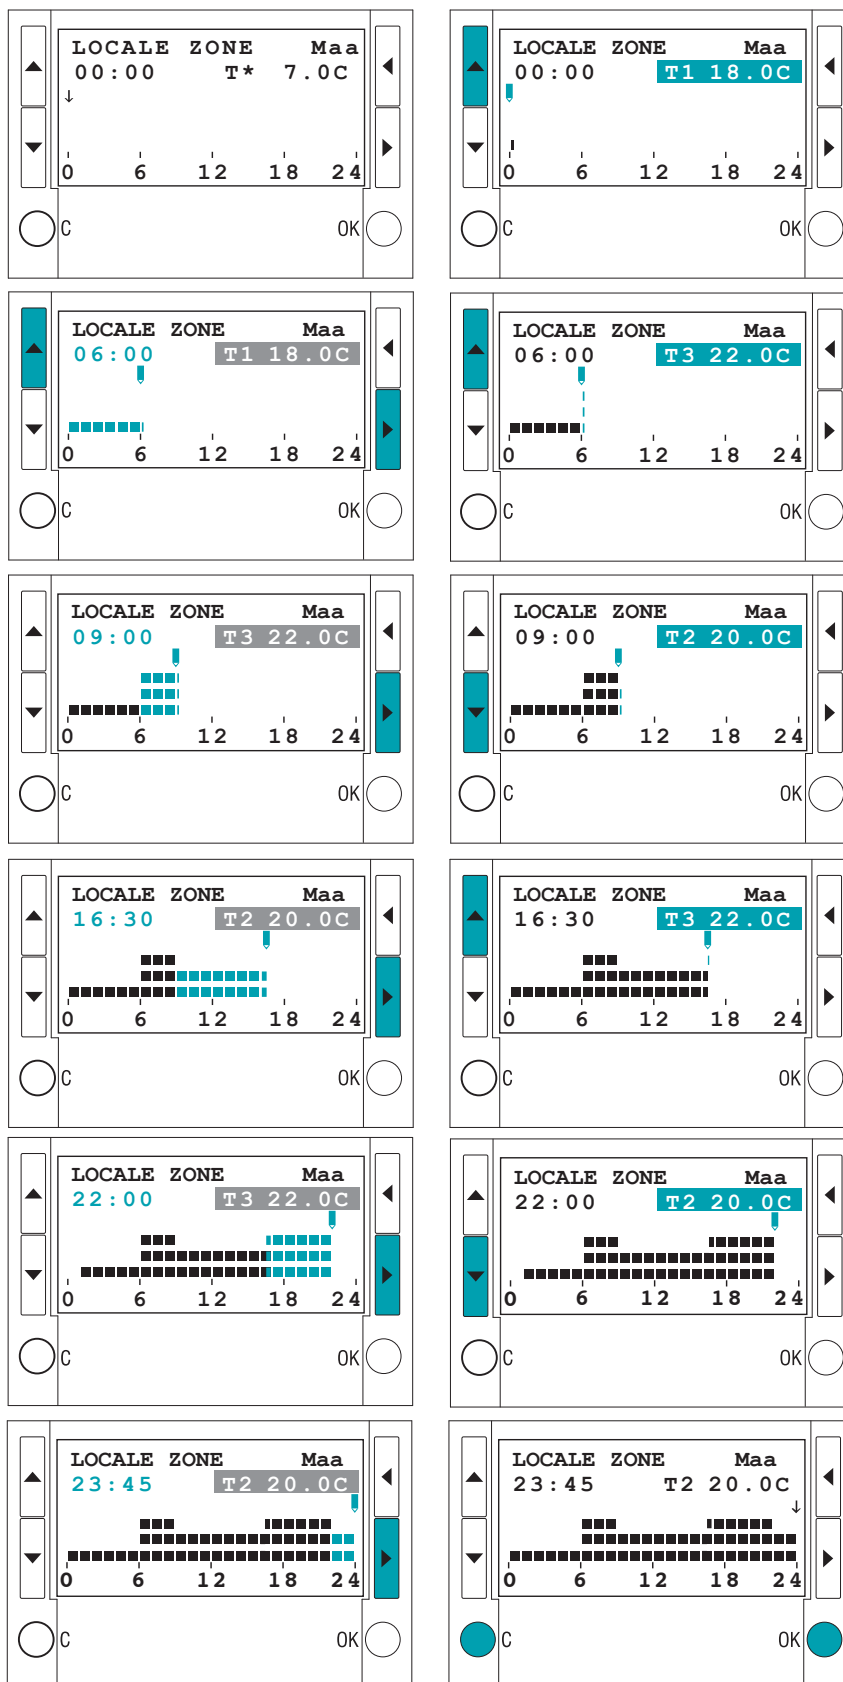 LOCALE ZONE Maa
00:00 T* 7.0C
0 6 12 18 24
C OK
LOCALE ZONE Maa
00:00 T1 18.0C
0 6 12 18 24
C OK
LOCALE ZONE Maa
06:00 T1 18.0C
0 6 12 18 24
C OK
LOCALE ZONE Maa
06:00 T3 22.0C
0 6 12 18 24
C OK
LOCALE ZONE Maa
09:00 T3 22.0C
0 6 12 18 24
C OK
LOCALE ZONE Maa
09:00 T2 20.0C
0 6 12 18 24
C OK
LOCALE ZONE Maa
16:30 T2 20.0C
0 6 12 18 24
C OK
LOCALE ZONE Maa
16:30 T3 22.0C
0 6 12 18 24
C OK
LOCALE ZONE Maa
22:00 T3 22.0C
0 6 12 18 24
C OK
LOCALE ZONE Maa
22:00 T2 20.0C
0 6 12 18 24
C OK
LOCALE ZONE Maa
23:45 T2 20.0C
0 6 12 18 24
C OK
LOCALE ZONE Maa
23:45 T2 20.0C
0 6 12 18 24
C OK